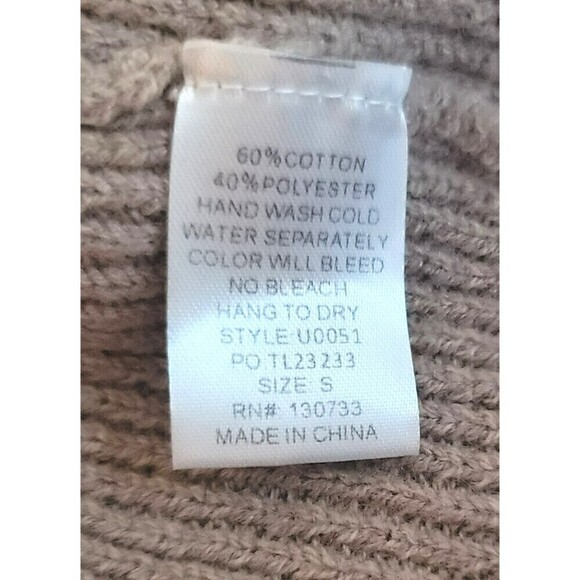 60%COTTON
40%POLYESTER
HAND WASH COLD
WATER SEPARATELY
COLOR WILL BLEED
NO BLEACH
HANG TO DRY
STYLE:U0051
PO:TL23233
SIZE: S
RN#: 130733
MADE IN CHINA